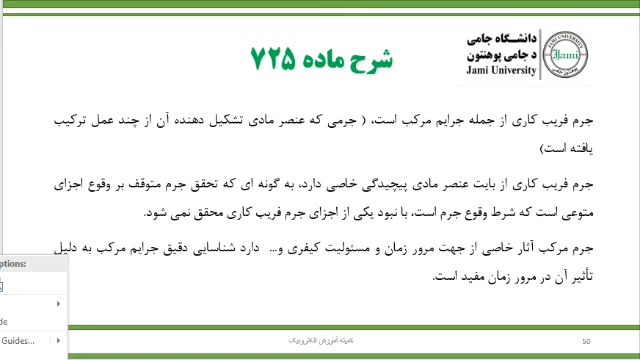 دانشگاه جامی
د جامی پوهنتون
Jami University
JAMI UNIVERSITY
Jami
شرح ماده ۷۲۵
جرم فریب کاری از جمله جرایم مرکب است، ( جرمی که عنصر مادی تشکیل دهنده آن از چند عمل ترکیب
یافته است)
جرم فریب کاری از بابت عنصر مادی پیچیدگی خاصی دارد، به گونه ای که تحقق جرم متوقف بر وقوع اجزای
متوعی است که شرط وقوع جرم است، با نبود یکی از اجزای جرم فریب کاری محقق نمی شود.
جرم مرکب آثار خاصی از جهت مرور زمان و مسئولیت کیفری و... دارد شناسایی دقیق جرایم مرکب به دلیل
تأثیر آن در مرور زمان مفید است.
ptions:
de
Guides...
کمیته آموزش الکترونیک
50